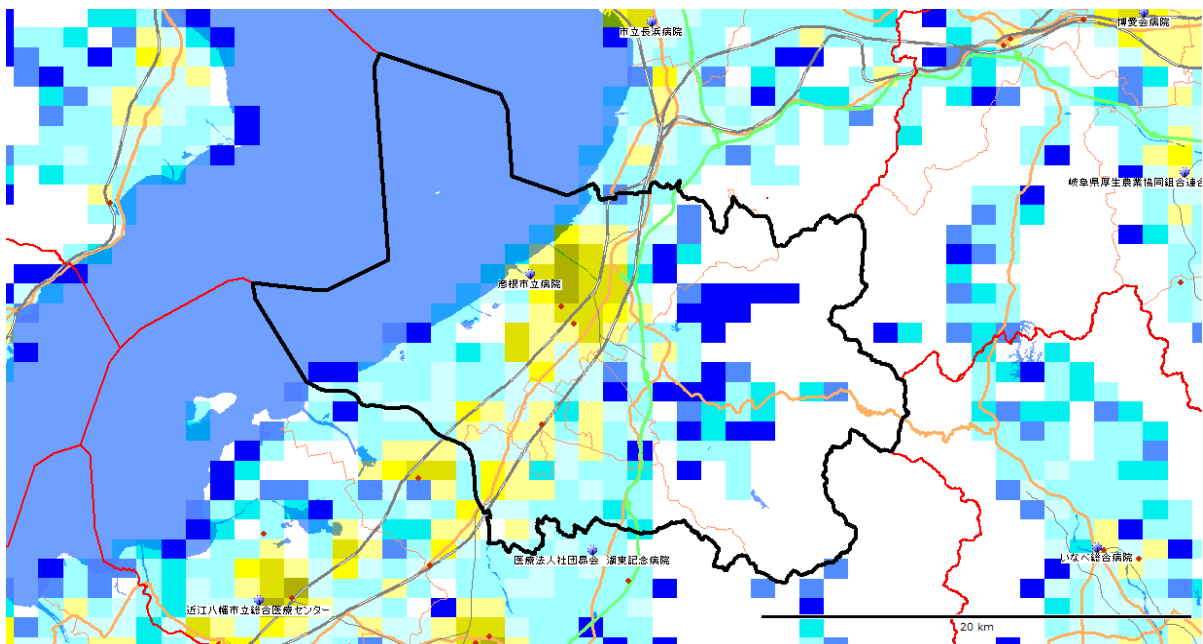 博愛会病院
市立長浜病院
岐阜県厚生農業協同組合連合
彦根市立病院
医療法人社団昴会 湖東記念病院
いなべ総合病院
近江八幡市立総合医療センター
20 km